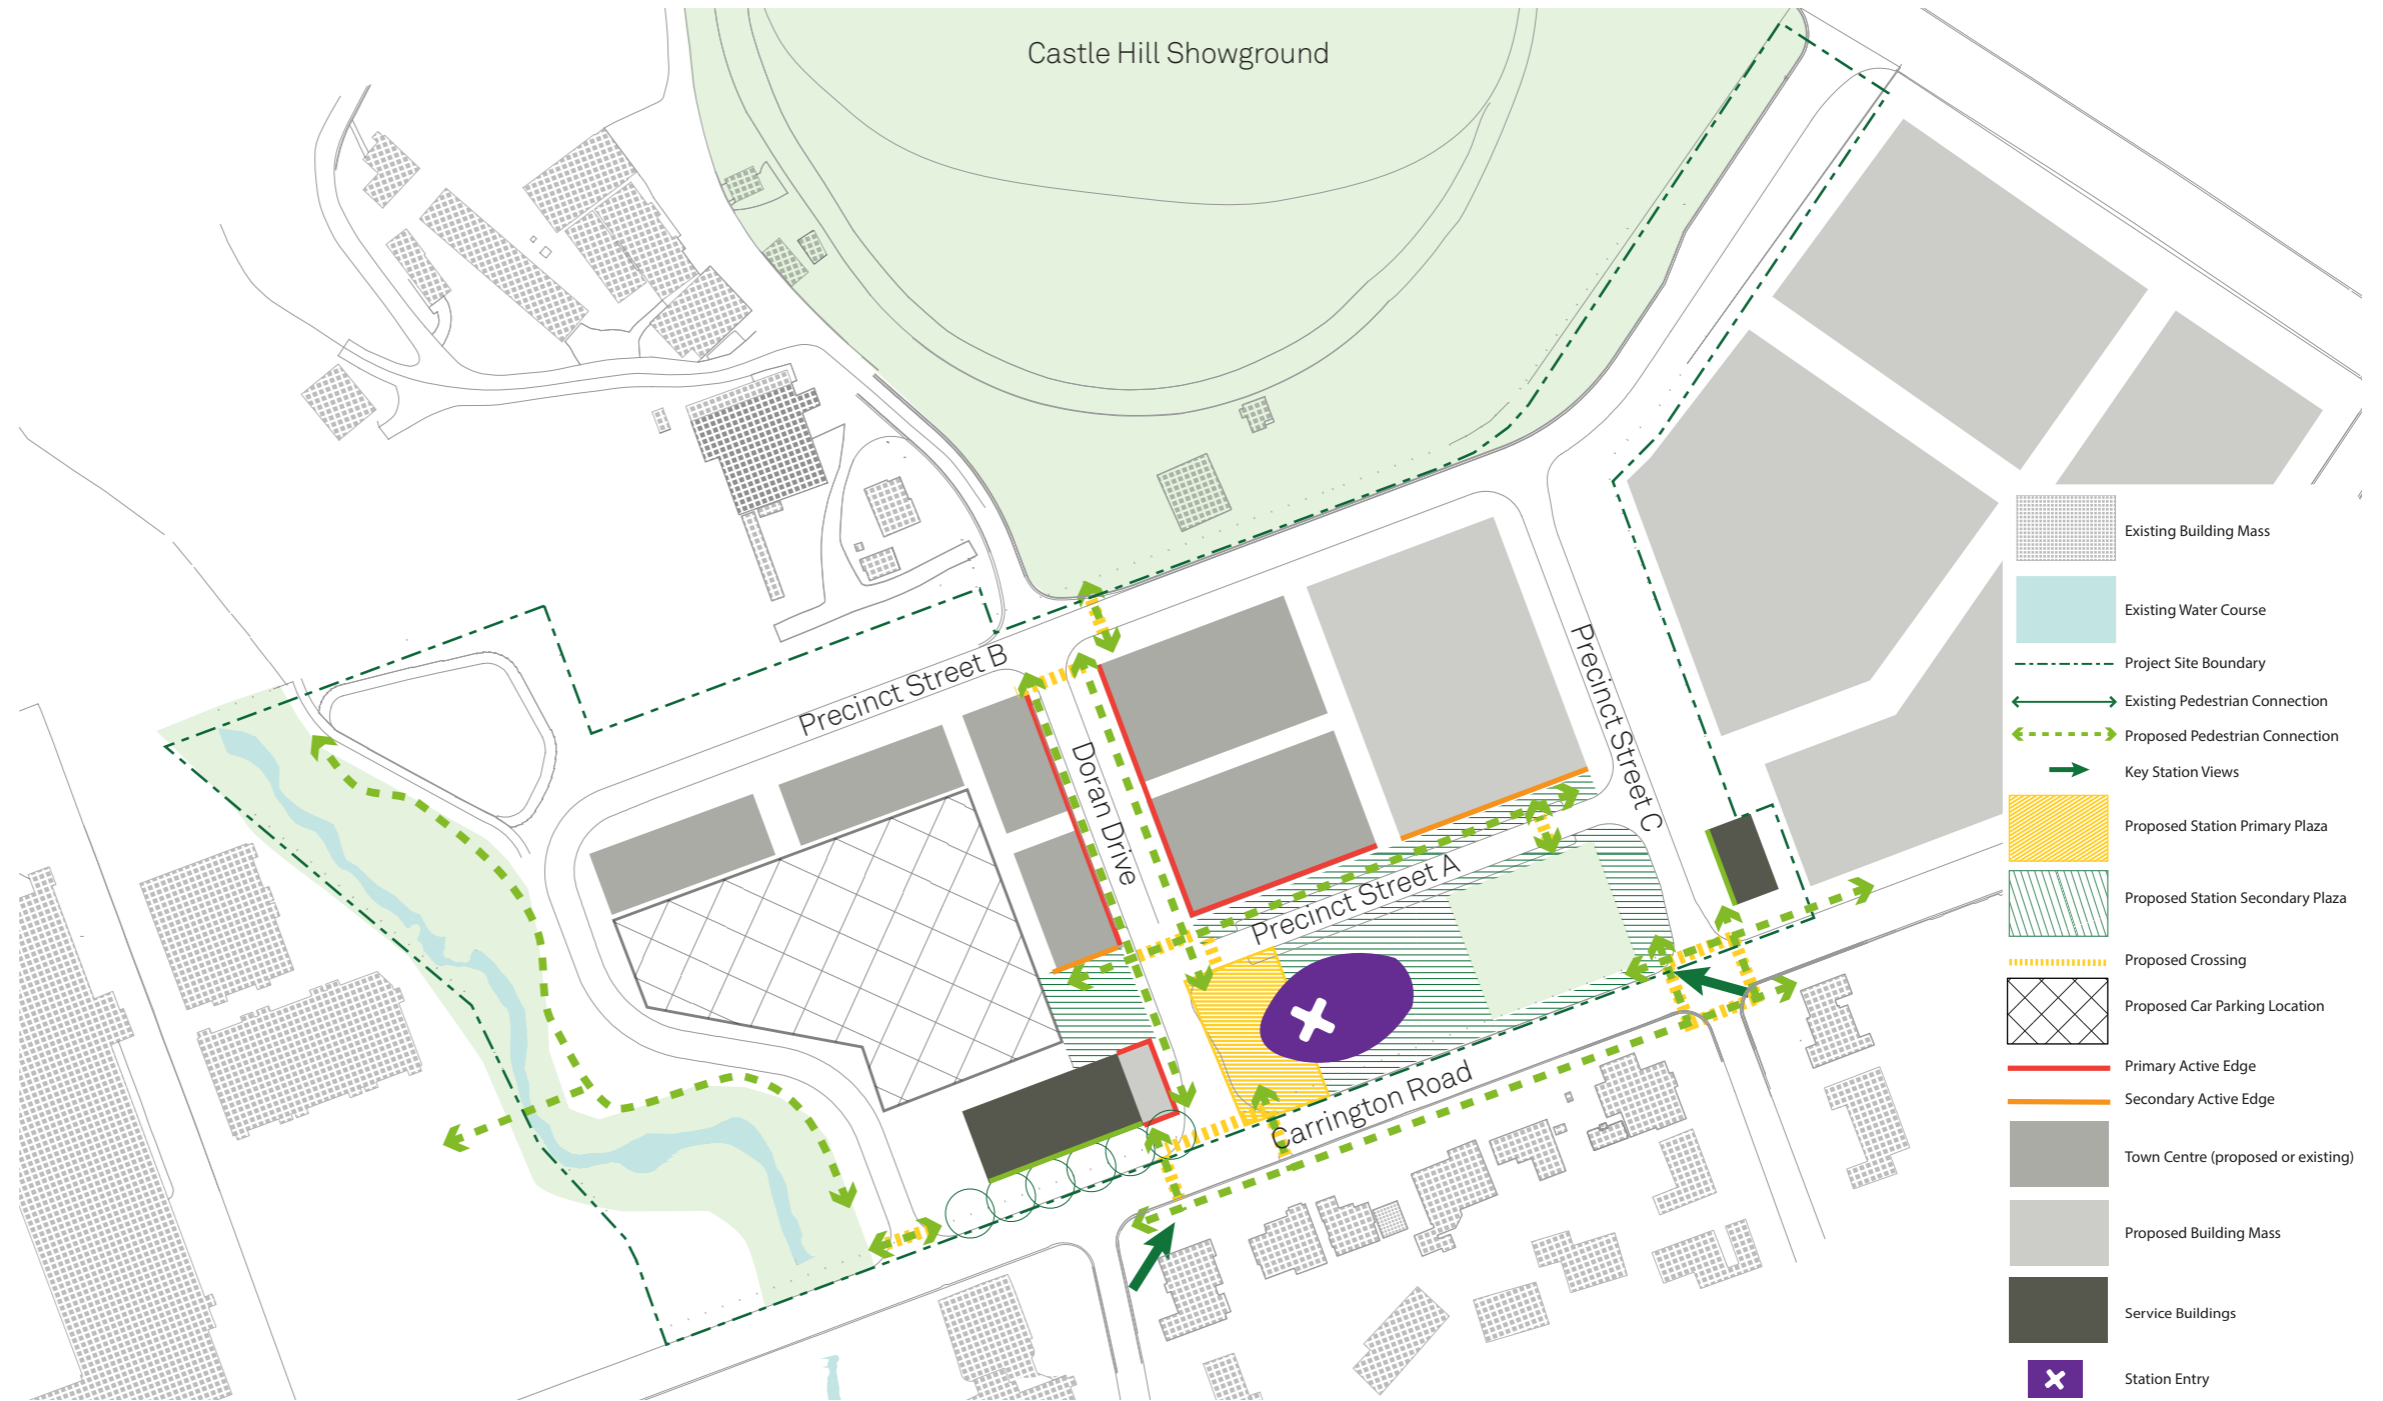 Castle Hill Showground
Precinct Street B
Doran Drive
Precinct Street C
Precinct Street A
Carrington Road
Existing Building Mass
Existing Water Course
Project Site Boundary
Existing Pedestrian Connection
Proposed Pedestrian Connection
Key Station Views
Proposed Station Primary Plaza
Proposed Station Secondary Plaza
Proposed Crossing
Proposed Car Parking Location
Primary Active Edge
Secondary Active Edge
Town Centre (proposed or existing)
Proposed Building Mass
Service Buildings
Station Entry